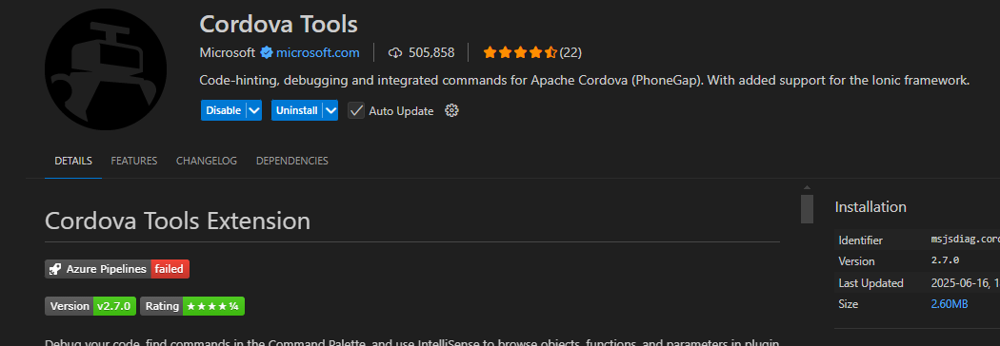 Cordova Tools
Microsoft microsoft.com 505,858 (22)
Code-hinting, debugging and integrated commands for Apache Cordova (PhoneGap). With added support for the Ionic framework.
Disable Uninstall Auto Update
DETAILS FEATURES CHANGELOG DEPENDENCIES
Cordova Tools Extension
Azure Pipelines failed
Version v2.7.0 Rating ★★★★¼
Debug your code, find commands in the Command Palette, and use IntelliSense to browse objects, functions, and parameters in plugin
Installation
Identifier msjsdiag.cord
Version 2.7.0
Last Updated 2025-06-16, 1
Size 2.60MB